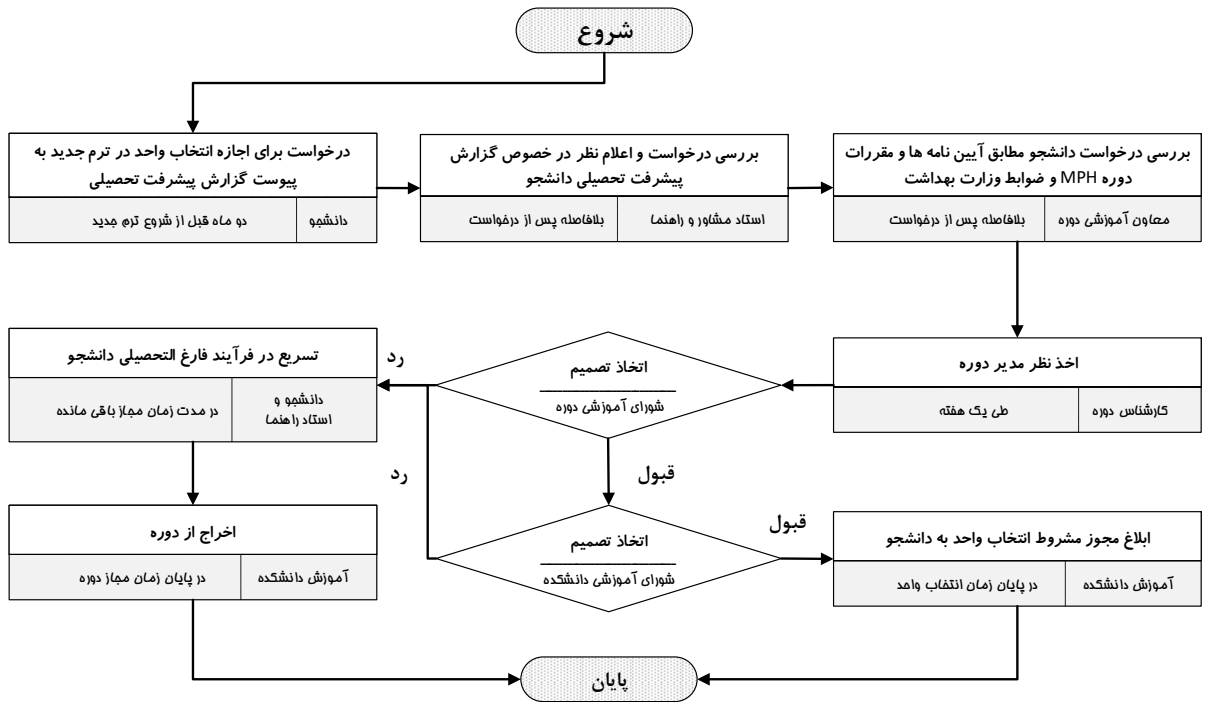 شروع
درخواست برای اجازه انتخاب واحد در ترم جدید به
پیوست گزارش پیشرفت تحصیلی
دانشجو
دو ماه قبل از شروع ترم جدید
بررسی درخواست و اعلام نظر در خصوص گزارش
پیشرفت تحصیلی دانشجو
استاد مشاور و راهنما
بلافاصله پس از درخواست
بررسی درخواست دانشجو مطابق آیین نامه ها و مقررات
دوره MPH و ضوابط وزارت بهداشت
معاون آموزشی دوره
بلافاصله پس از درخواست
اخذ نظر مدیر دوره
کارشناس دوره
طی یک هفته
اتخاذ تصمیم
شورای آموزشی دوره
رد
قبول
تسریع در فرآیند فارغ التحصیلی دانشجو
دانشجو و
استاد راهنما
در مدت زمان مجاز باقی مانده
اتخاذ تصمیم
شورای آموزشی دانشکده
رد
قبول
ابلاغ مجوز مشروط انتخاب واحد به دانشجو
آموزش دانشکده
در پایان زمان انتخاب واحد
اخراج از دوره
آموزش دانشکده
در پایان زمان مجاز دوره
پایان